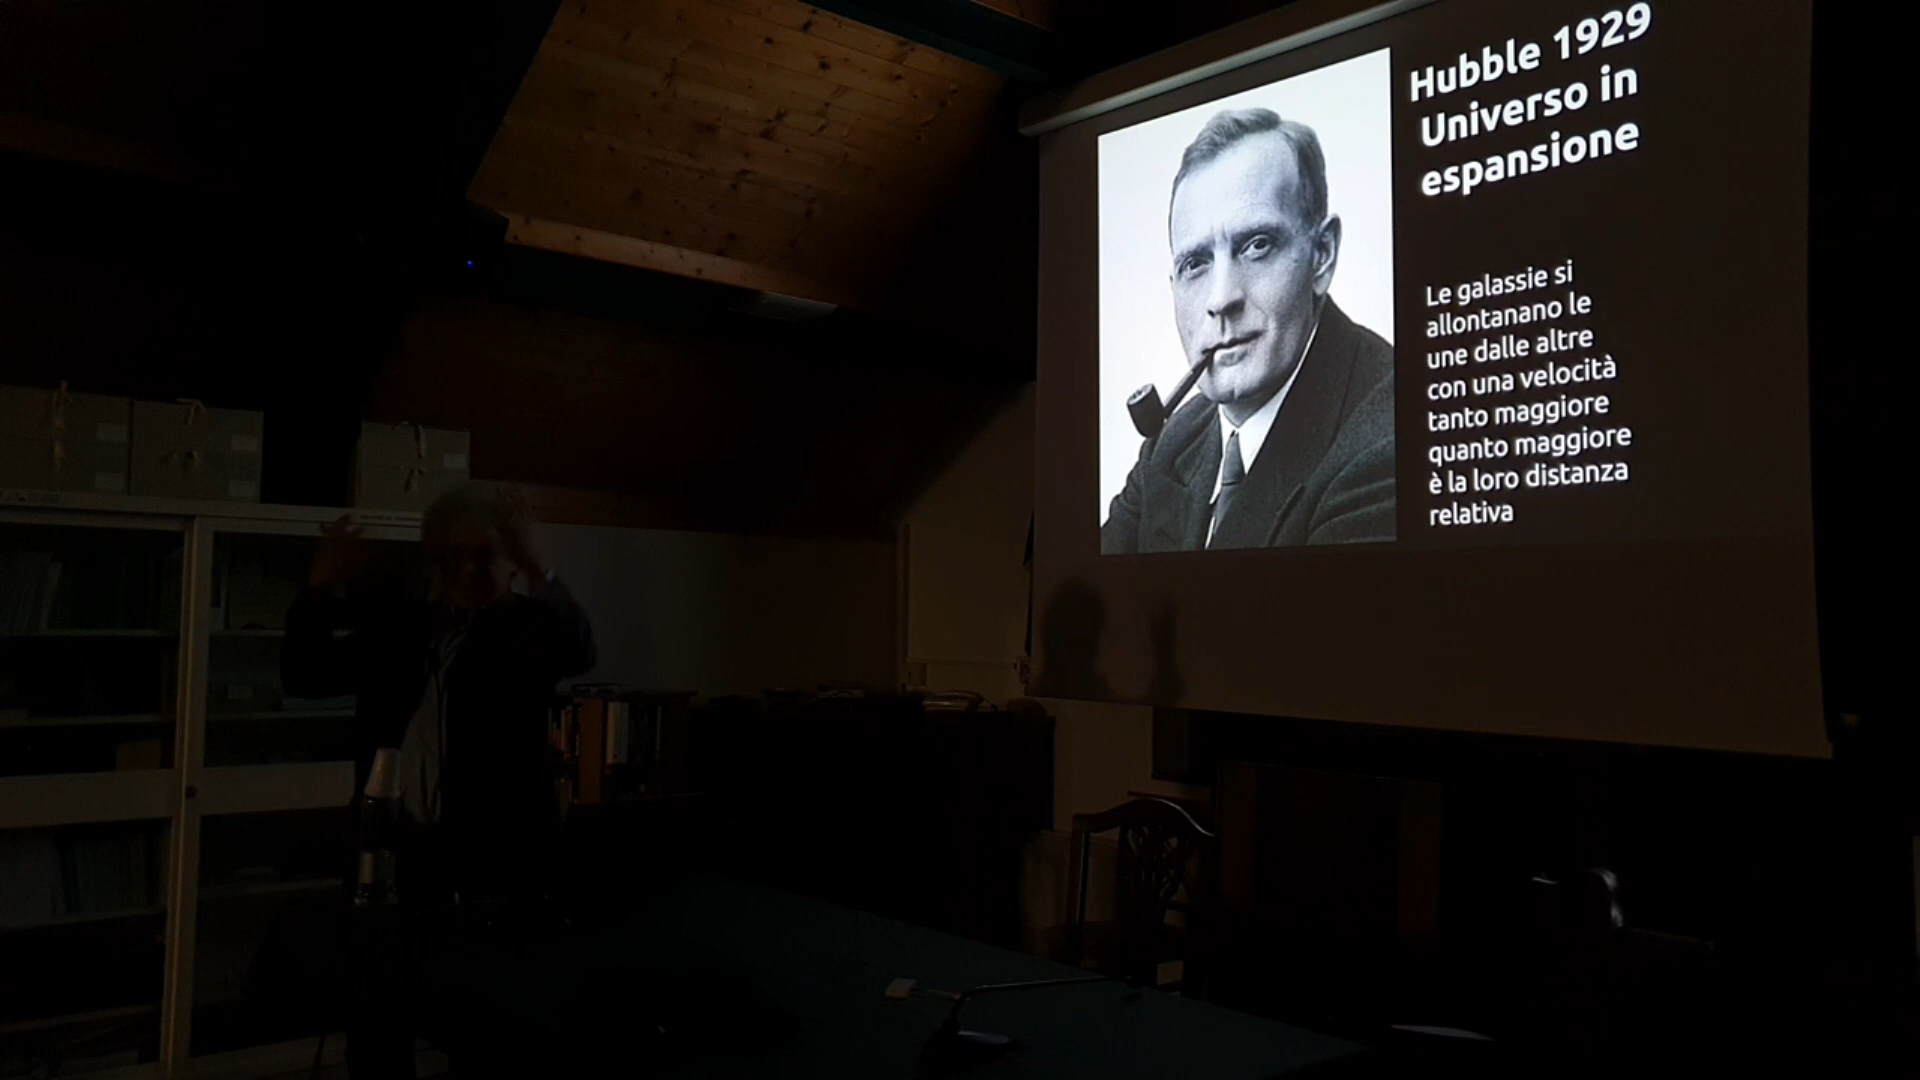 Hubble 1929
Universo in
espansione
Le galassie si
allontanano le
une dalle altre
con una velocità
tanto maggiore
quanto maggiore
è la loro distanza
relativa